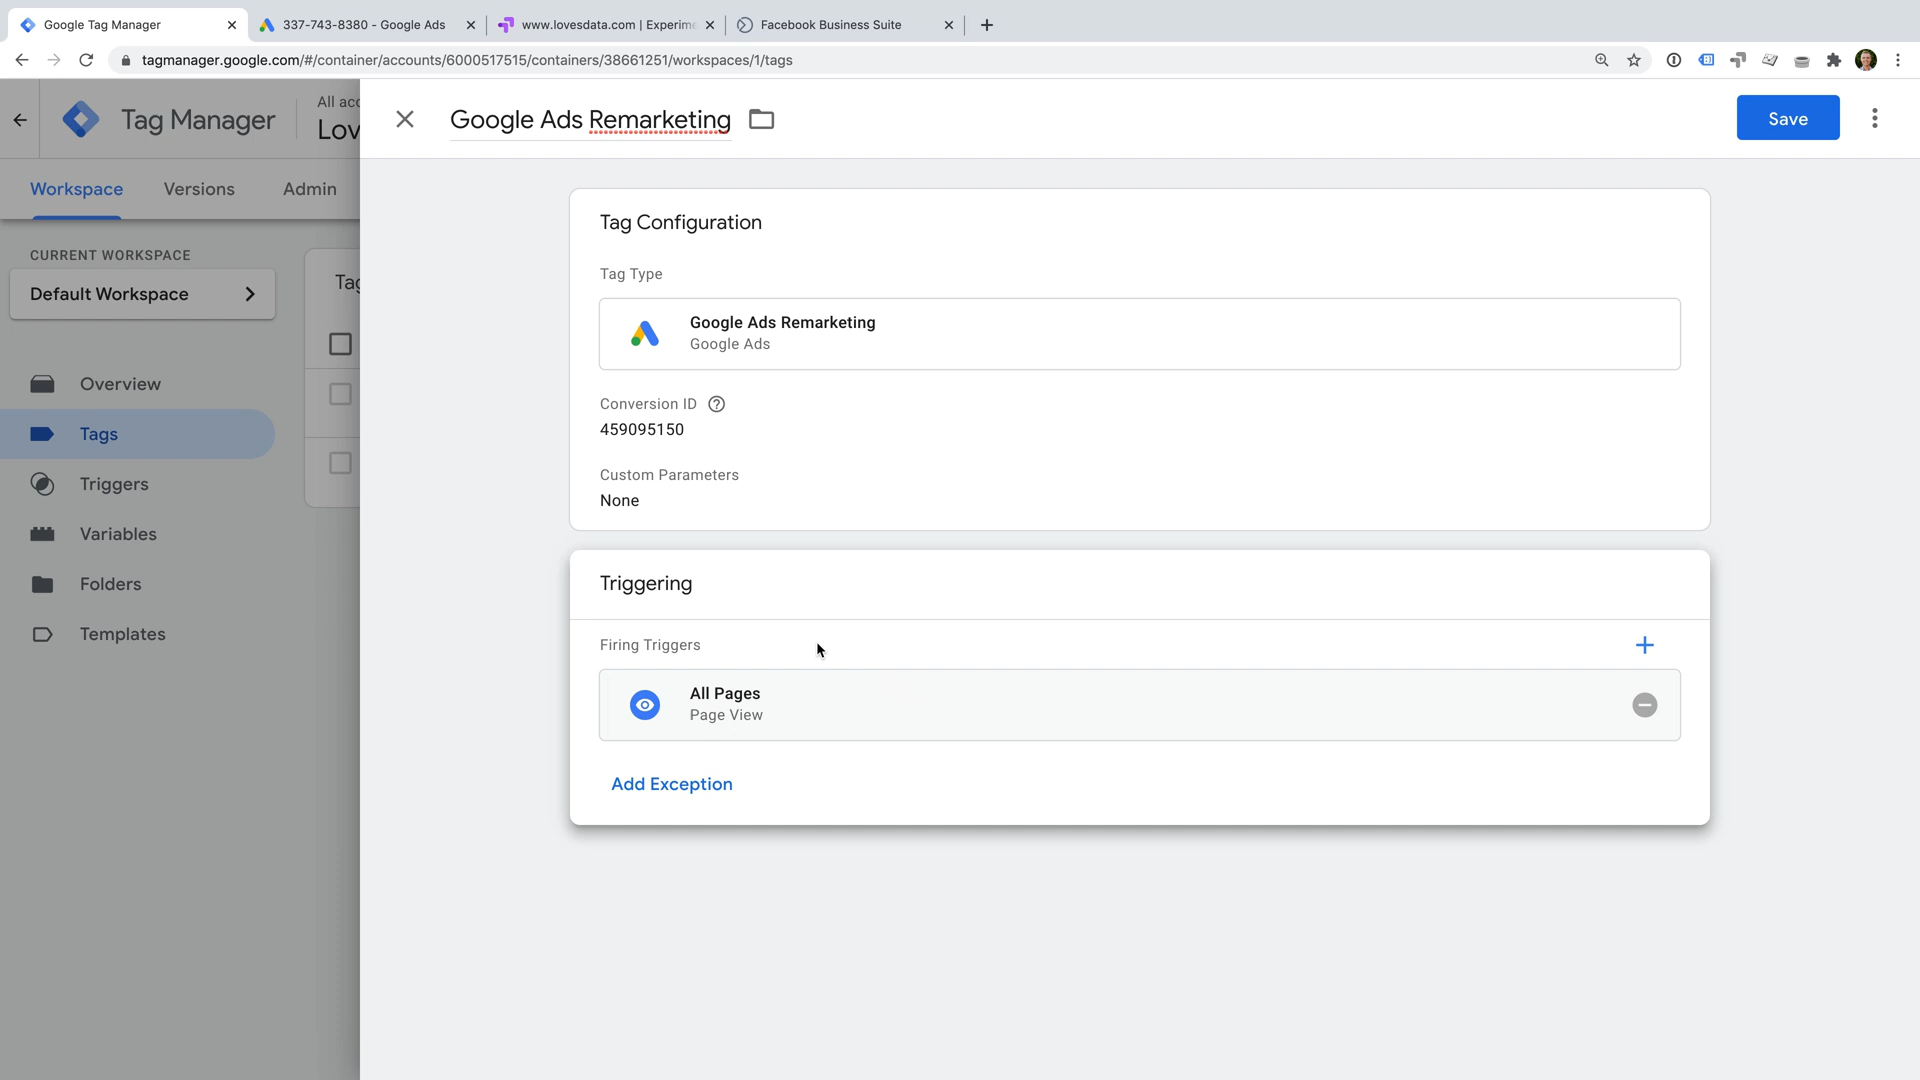 Google Tag Manager
337-743-8380 - Google Ads
www.lovesdata.com | Experime
Facebook Business Suite
tagmanager.google.com/#/container/accounts/6000517515/containers/38661251/workspaces/1/tags
Tag Manager
All acc
Lov
Google Ads Remarketing
Save
Workspace
Versions
Admin
CURRENT WORKSPACE
Default Workspace
Tag
Overview
Tags
Triggers
Variables
Folders
Templates
Tag Configuration
Tag Type
Google Ads Remarketing
Google Ads
Conversion ID
459095150
Custom Parameters
None
Triggering
Firing Triggers
All Pages
Page View
Add Exception